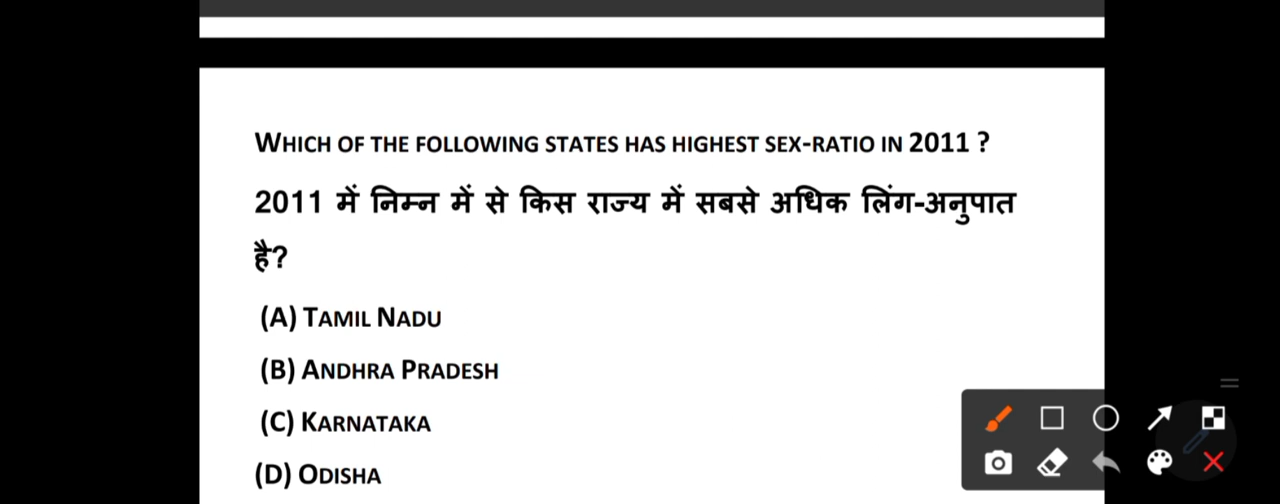 WHICH OF THE FOLLOWING STATES HAS HIGHEST SEX-RATIO IN 2011 ?
2011 में निम्न में से किस राज्य में सबसे अधिक लिंग-अनुपात
है?
(A) TAMIL NADU
(B) ANDHRA PRADESH
(C) KARNATAKA
(D) ODISHA